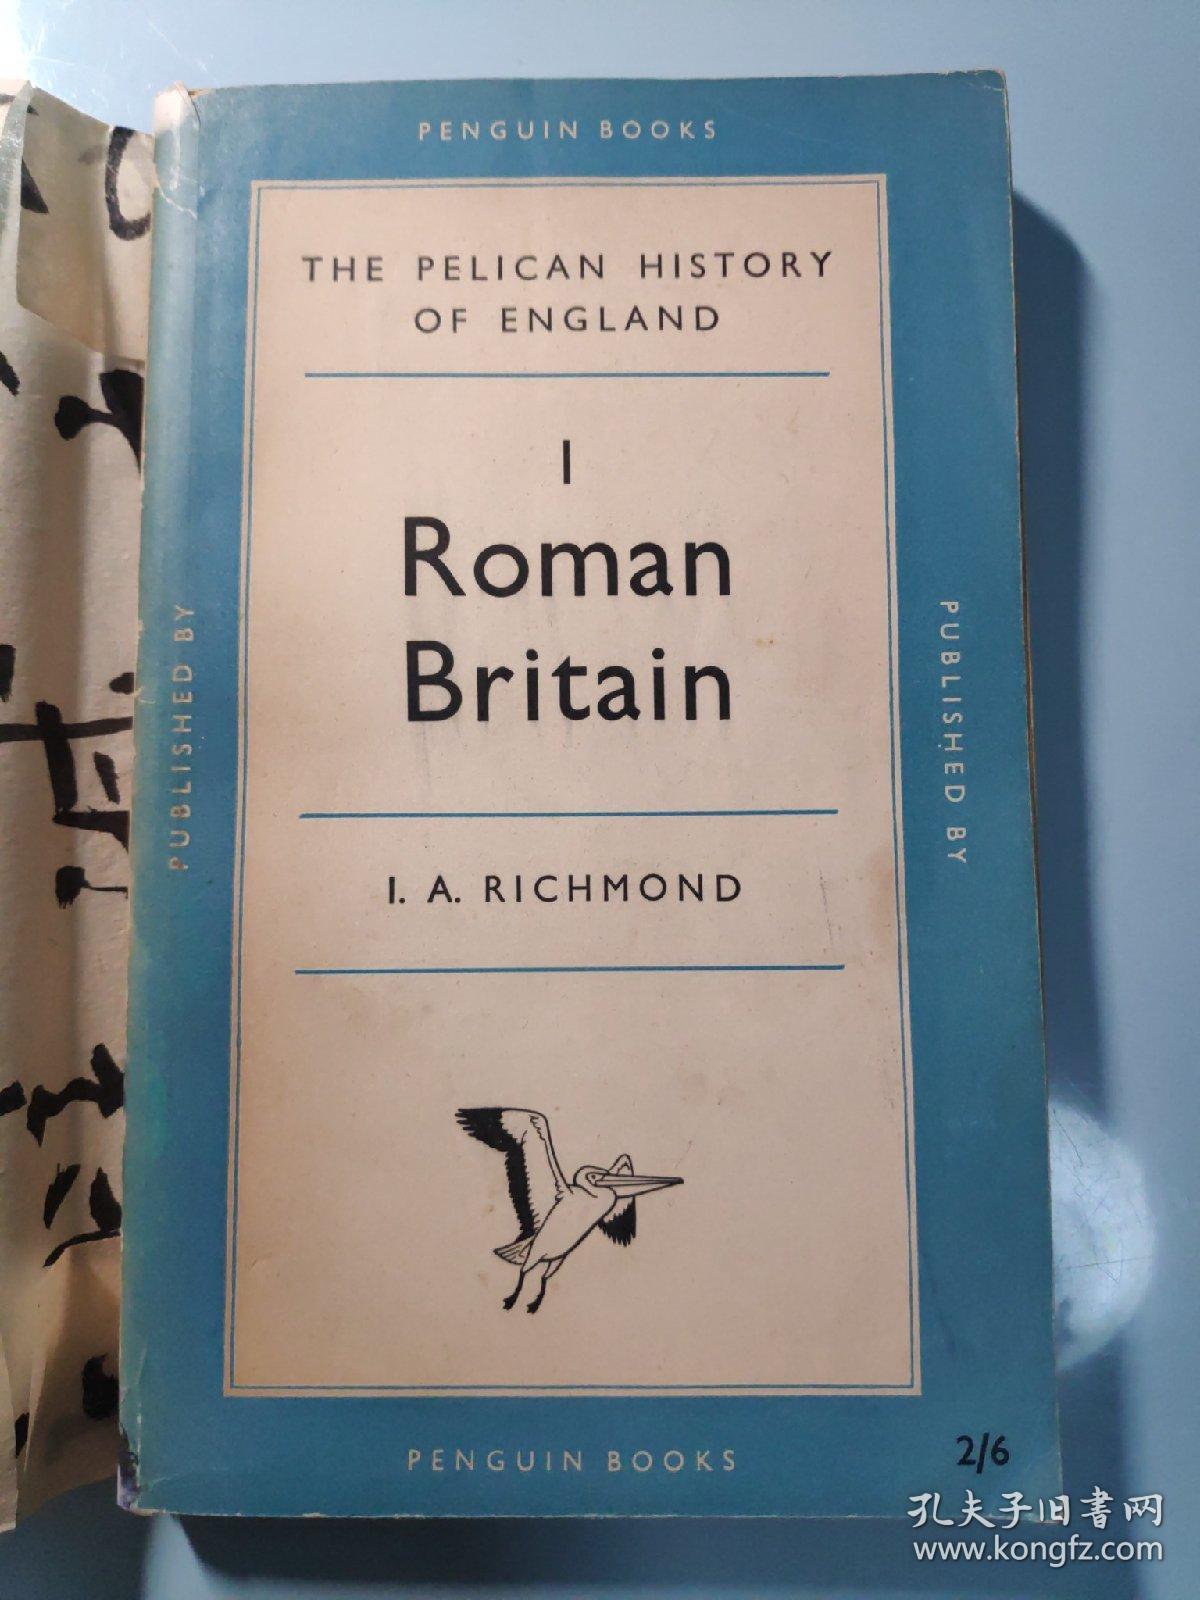 PENGUIN BOOKS
THE PELICAN HISTORY
OF ENGLAND
I
Roman
Britain
I. A. RICHMOND
PUBLISHED BY
PUBLISHED BY
PENGUIN BOOKS
2/6
孔夫子旧书网
www.kongfz.com